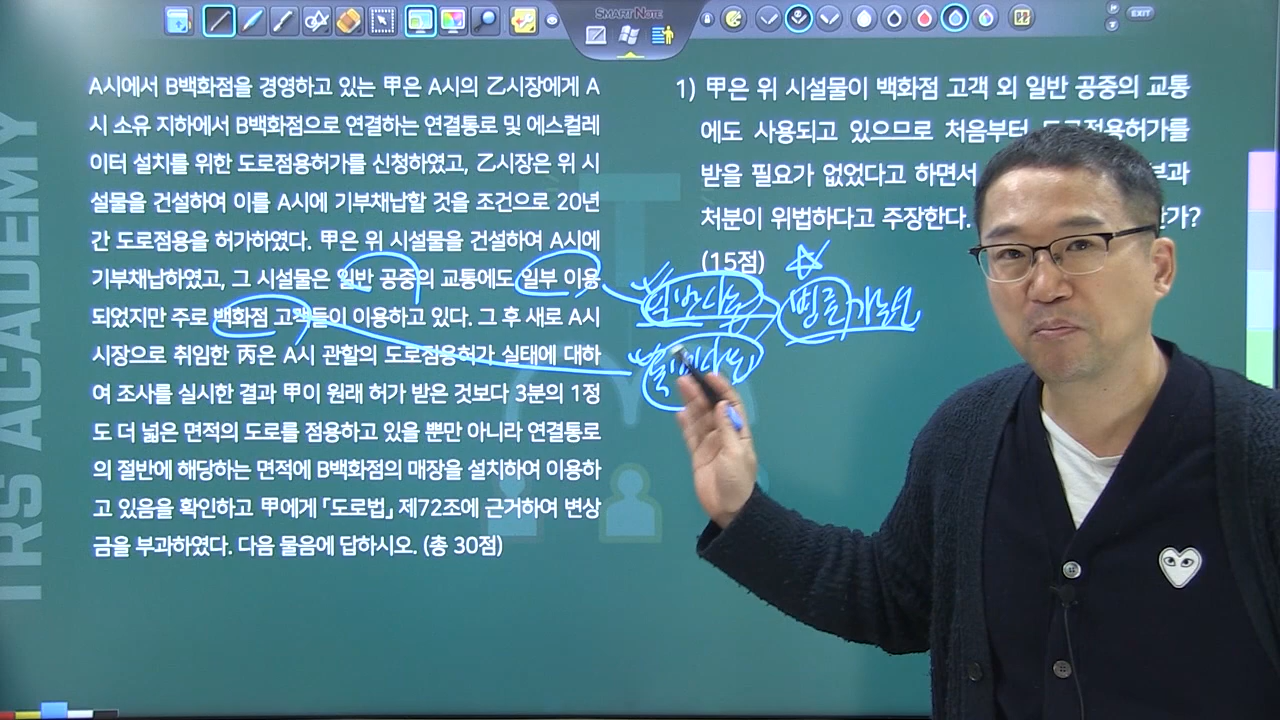 SMARTNOTE
EXIT
A시에서 B백화점을 경영하고 있는 甲은 A시의 乙시장에게 A
시 소유 지하에서 B백화점으로 연결하는 연결통로 및 에스컬레
이터 설치를 위한 도로점용허가를 신청하였고, 乙시장은 위 시
설물을 건설하여 이를 A시에 기부채납할 것을 조건으로 20년
간 도로점용을 허가하였다. 甲은 위 시설물을 건설하여 A시에
기부채납하였고, 그 시설물은 일반 공중의 교통에도 일부 이용
되었지만 주로 백화점 고객들이 이용하고 있다. 그 후 새로 A시
시장으로 취임한 丙은 A시 관할의 도로점용허가 실태에 대하
여 조사를 실시한 결과 甲이 원래 허가 받은 것보다 3분의 1정
도 더 넓은 면적의 도로를 점용하고 있을 뿐만 아니라 연결통로
의 절반에 해당하는 면적에 B백화점의 매장을 설치하여 이용하
고 있음을 확인하고 甲에게 「도로법」 제72조에 근거하여 변상
금을 부과하였다. 다음 물음에 답하시오. (총 30점)
1) 甲은 위 시설물이 백화점 고객 외 일반 공중의 교통
에도 사용되고 있으므로 처음부터 도로점용허가를
받을 필요가 없었다고 하면서 부과
처분이 위법하다고 주장한다. 한가?
(15점)
TRS ACADEMY